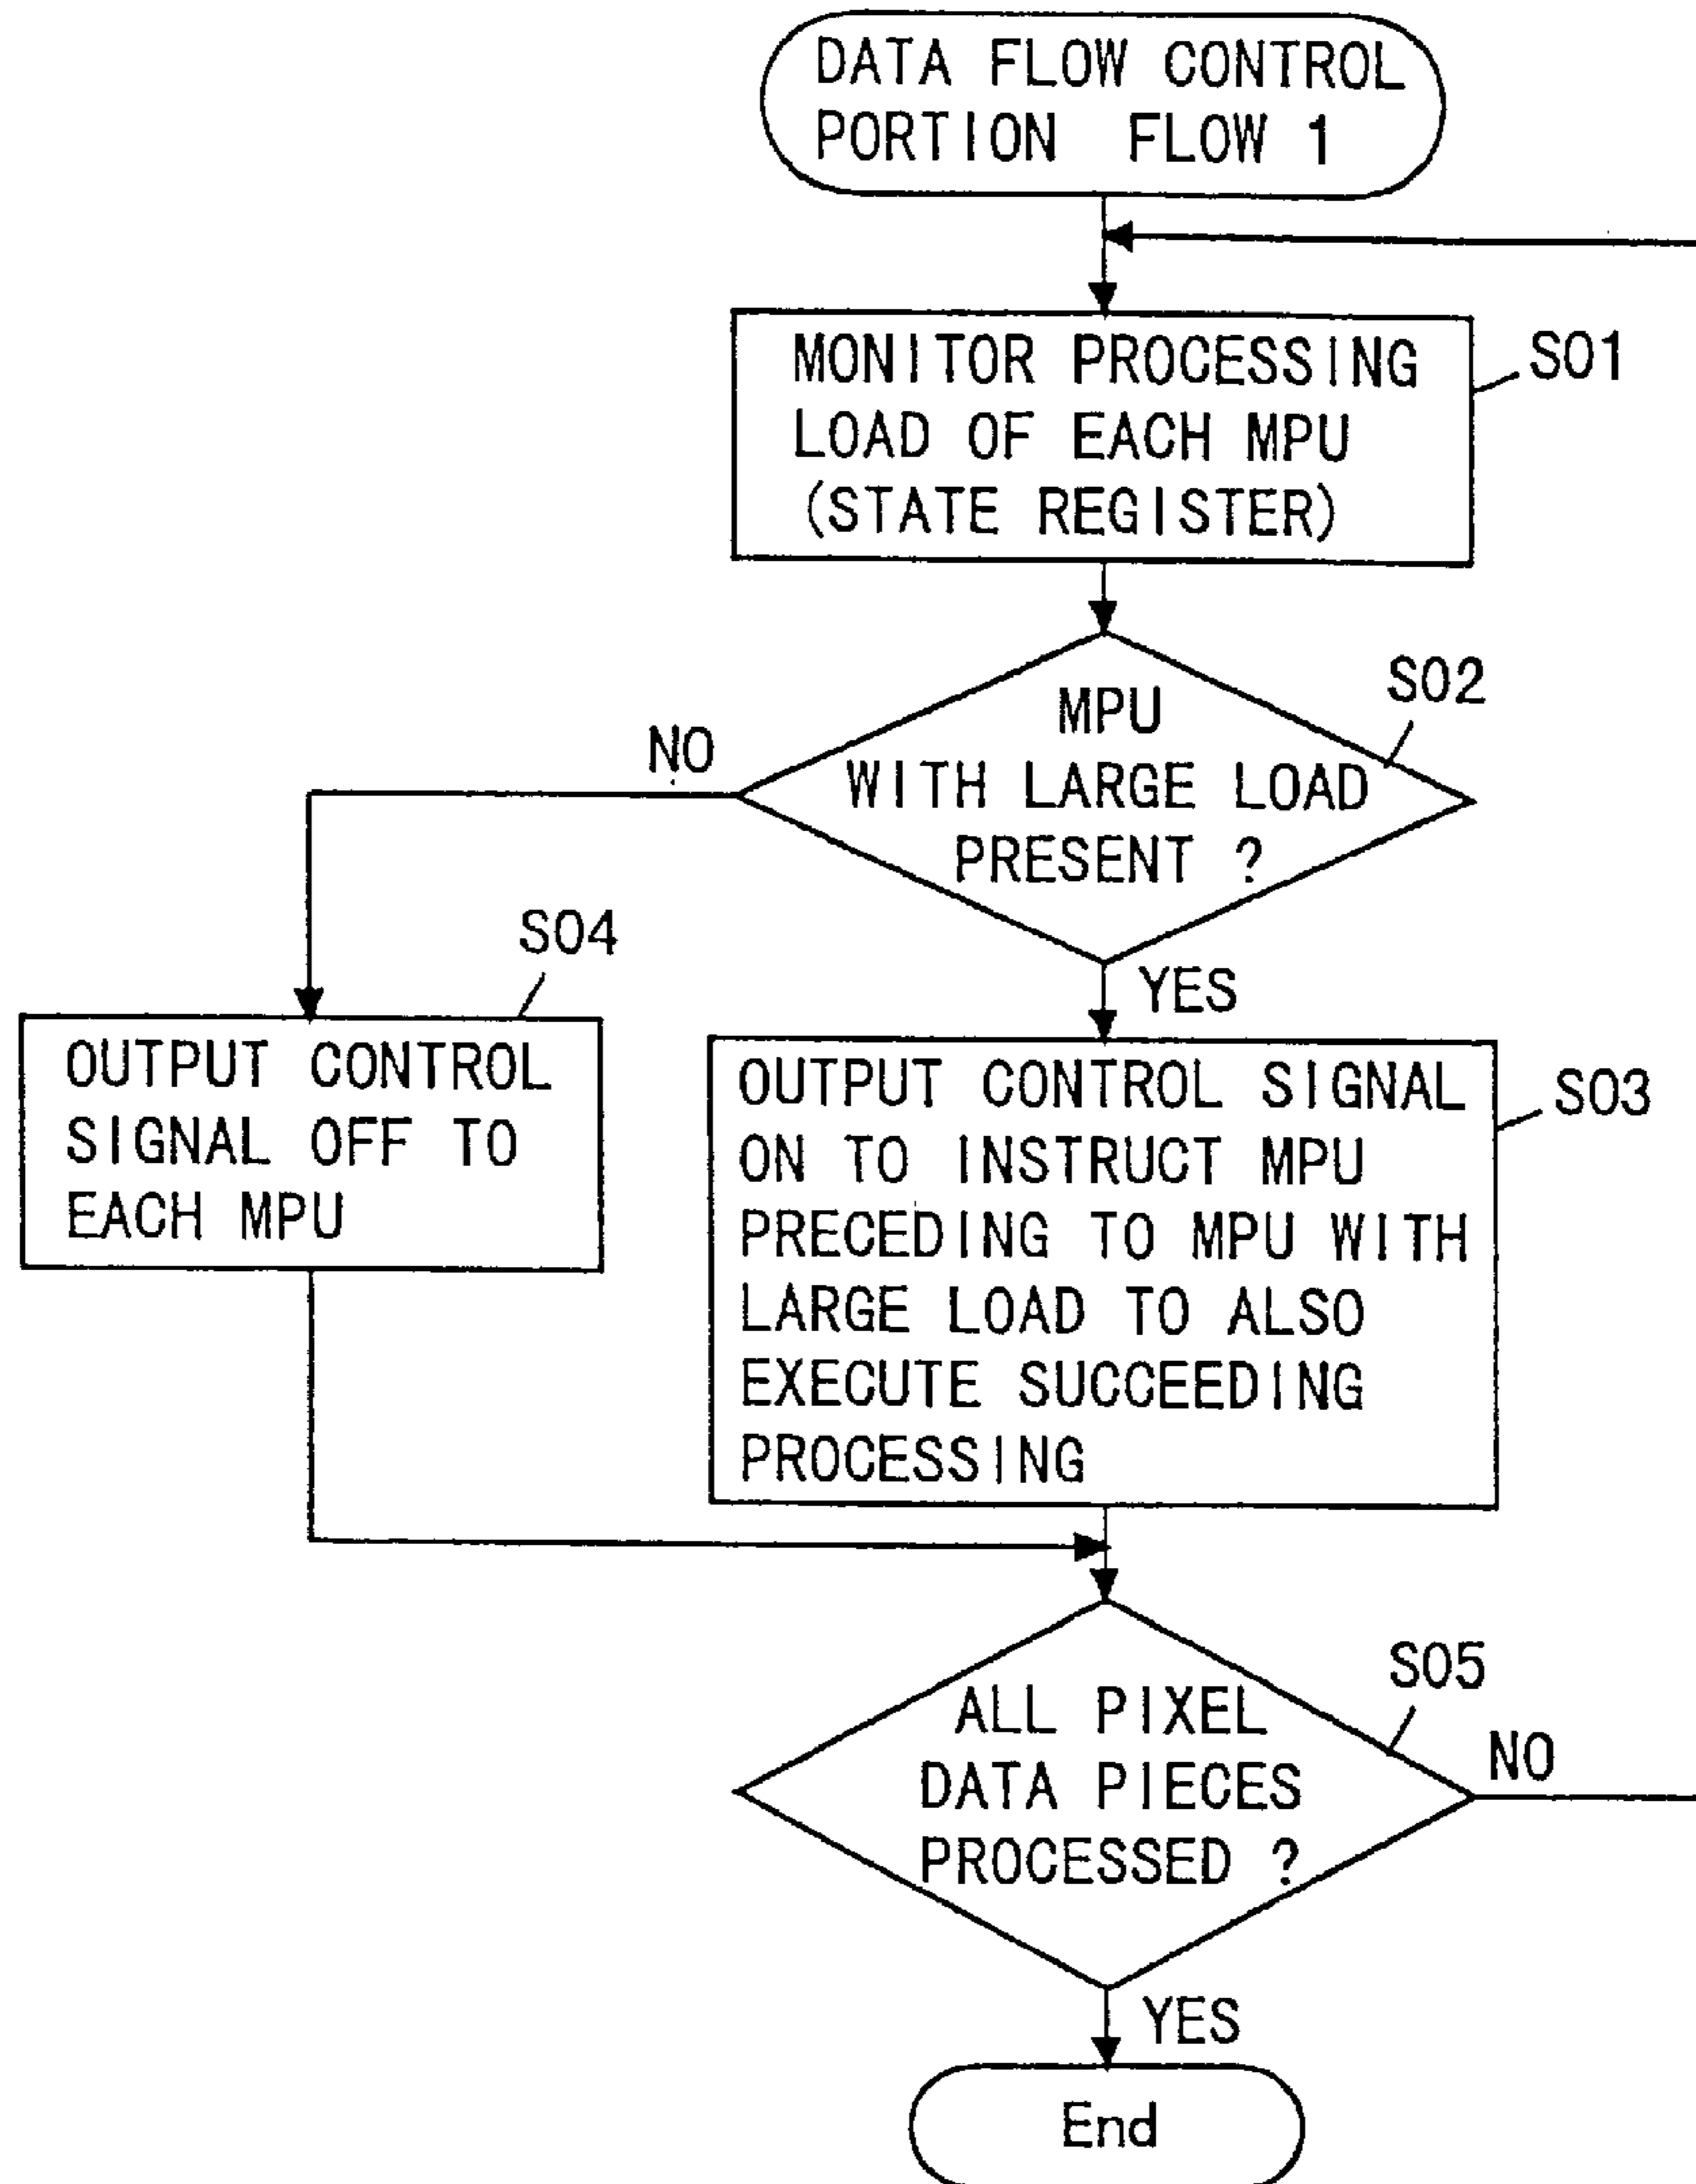 DATA FLOW CONTROL
PORTION FLOW 1
MONITOR PROCESSING
LOAD OF EACH MPU
(STATE REGISTER)
S01
MPU
WITH LARGE LOAD
PRESENT ?
S02
NO
YES
S04
OUTPUT CONTROL
SIGNAL OFF TO
EACH MPU
OUTPUT CONTROL SIGNAL
ON TO INSTRUCT MPU
PRECEDING TO MPU WITH
LARGE LOAD TO ALSO
EXECUTE SUCCEEDING
PROCESSING
S03
ALL PIXEL
DATA PIECES
PROCESSED ?
S05
NO
YES
End